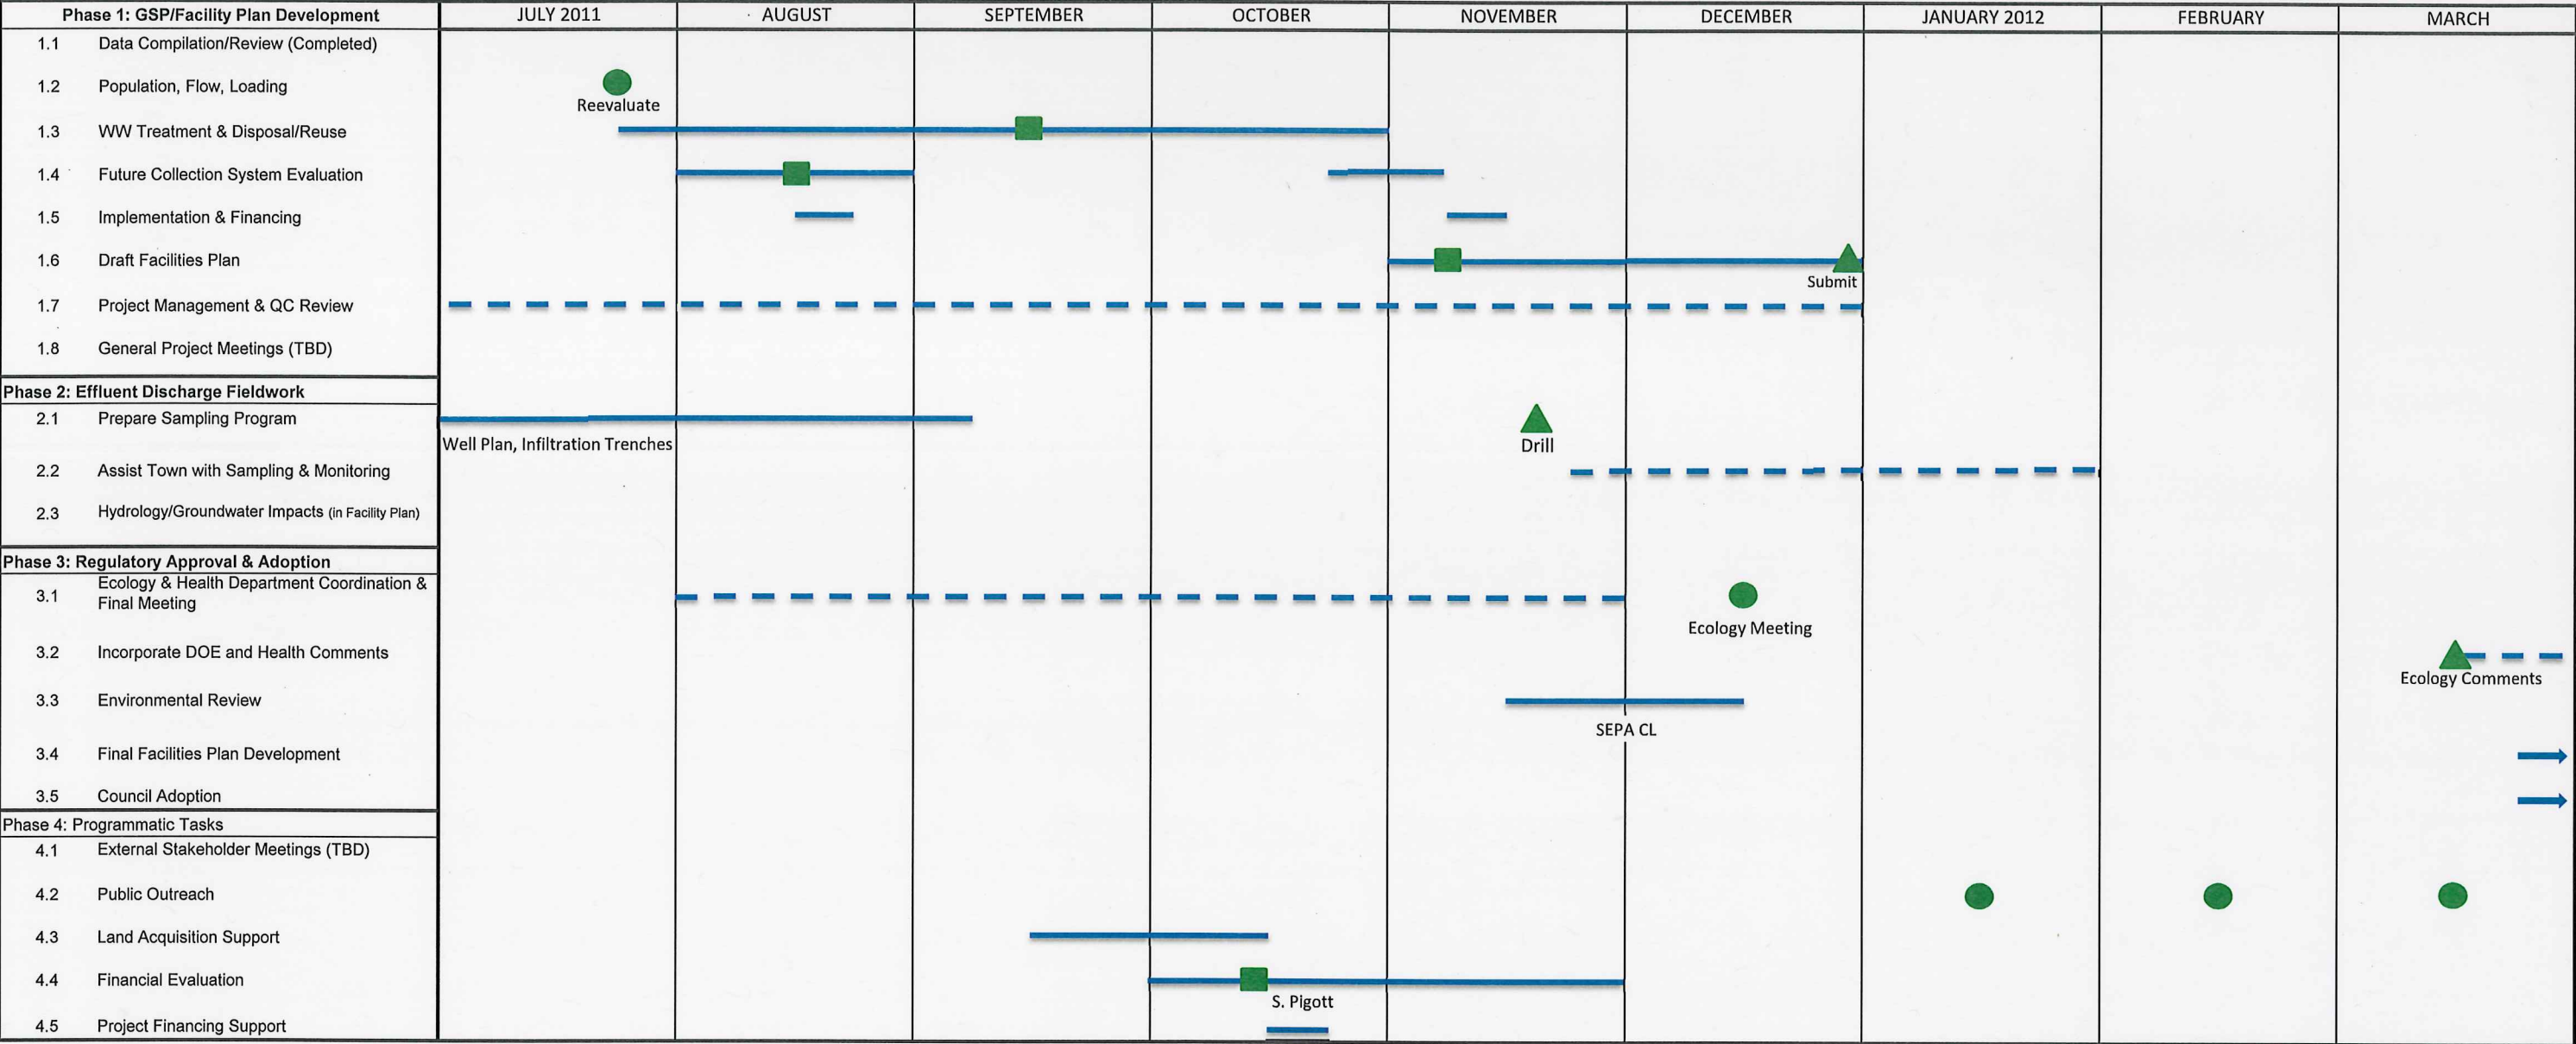 Phase 1: GSP/Facility Plan Development JULY 2011 AUGUST SEPTEMBER OCTOBER NOVEMBER DECEMBER JANUARY 2012 FEBRUARY MARCH
1.1 Data Compilation/Review (Completed)
1.2 Population, Flow, Loading
Reevaluate
1.3 WW Treatment & Disposal/Reuse
1.4 Future Collection System Evaluation
1.5 Implementation & Financing
1.6 Draft Facilities Plan
Submit
1.7 Project Management & QC Review
1.8 General Project Meetings (TBD)
Phase 2: Effluent Discharge Fieldwork
2.1 Prepare Sampling Program
Well Plan, Infiltration Trenches Drill
2.2 Assist Town with Sampling & Monitoring
2.3 Hydrology/Groundwater Impacts (in Facility Plan)
Phase 3: Regulatory Approval & Adoption
3.1 Ecology & Health Department Coordination &
Final Meeting
Ecology Meeting
3.2 Incorporate DOE and Health Comments
Ecology Comments
3.3 Environmental Review
SEPA CL
3.4 Final Facilities Plan Development
3.5 Council Adoption
Phase 4: Programmatic Tasks
4.1 External Stakeholder Meetings (TBD)
4.2 Public Outreach
4.3 Land Acquisition Support
4.4 Financial Evaluation
S. Pigott
4.5 Project Financing Support